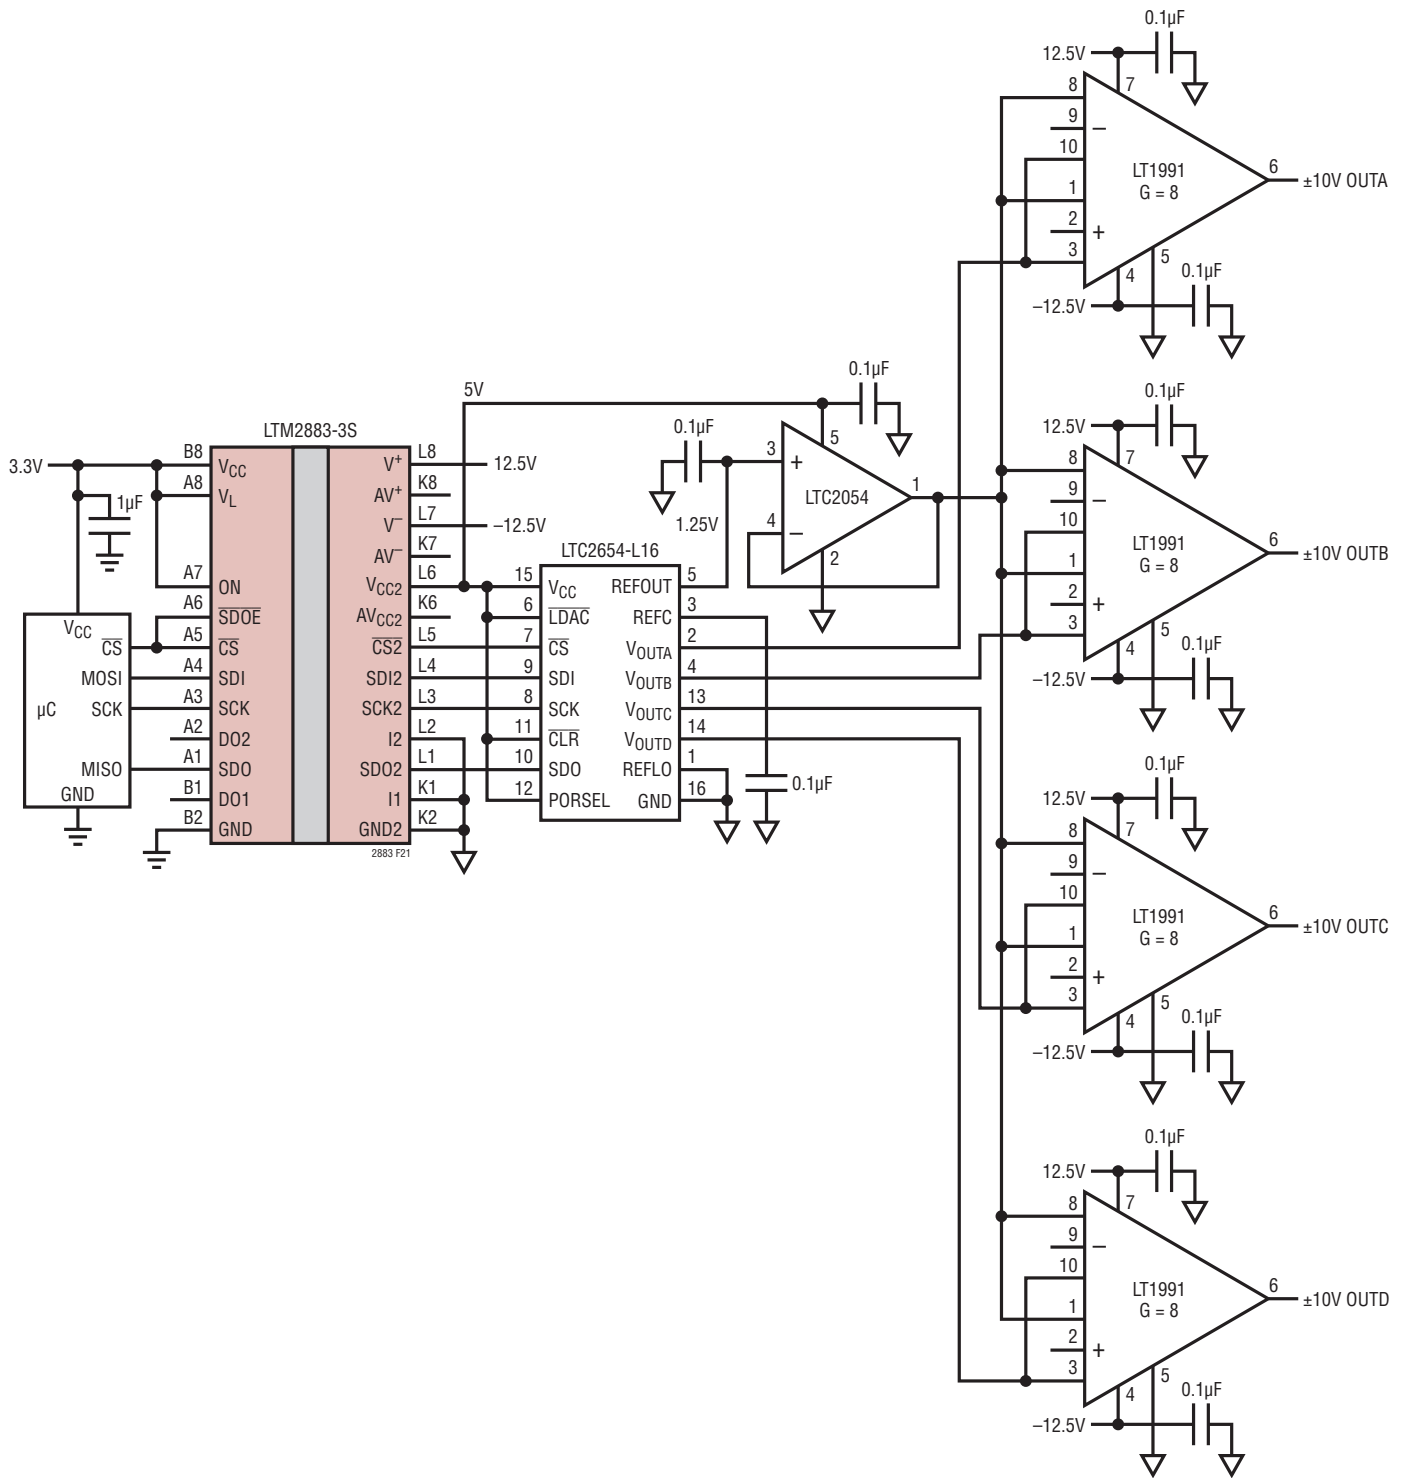 0.1µF
12.5V
8
7
9
–
10
LT1991
G = 8
6
±10V OUTA
1
2
+
3
5
4
0.1µF
–12.5V
0.1µF
12.5V
8
7
9
–
10
LT1991
G = 8
6
±10V OUTB
1
2
+
3
5
4
0.1µF
–12.5V
0.1µF
12.5V
8
7
9
–
10
LT1991
G = 8
6
±10V OUTC
1
2
+
3
5
4
0.1µF
–12.5V
0.1µF
12.5V
8
7
9
–
10
LT1991
G = 8
6
±10V OUTD
1
2
+
3
5
4
0.1µF
–12.5V
5V
0.1µF
0.1µF
3
+
5
LTC2054
1
4
–
2
1.25V
LTM2883-3S
3.3V
1µF
B8 VCC
A8 VL
A7 ON
A6 SDOE
A5 CS
A4 SDI
A3 SCK
A2 DO2
A1 SDO
B1 DO1
B2 GND
V+ L8 12.5V
AV+ K8
V– L7 –12.5V
AV– K7
VCC2 L6
AVCC2 K6
CS2 L5
SDI2 L4
SCK2 L3
I2 L2
SDO2 L1
I1 K1
GND2 K2
2883 F21
VCC
CS
MOSI
µC
SCK
MISO
GND
LTC2654-L16
15 VCC
6 LDAC
7 CS
9 SDI
8 SCK
11 CLR
10 SDO
12 PORSEL
REFOUT 5
REFC 3
VOUTA 2
VOUTB 4
VOUTC 13
VOUTD 14
REFLO 1
GND 16
0.1µF